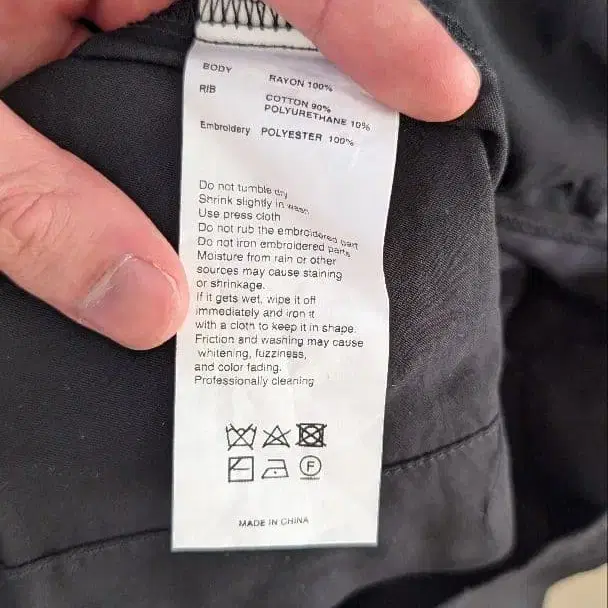 BODY RAYON 100%
RIB COTTON 90%
POLYURETHANE 10%
Embroidery POLYESTER 100%
Do not tumble dry
Shrink slightly in wash
Use press cloth
Do not rub the embroidered part
Do not iron embroidered parts
Moisture from rain or other
sources may cause staining
or shrinkage.
If it gets wet, wipe it off
immediately and iron it
with a cloth to keep it in shape.
Friction and washing may cause
whitening, fuzziness,
and color fading.
Professionally cleaning
F
MADE IN CHINA